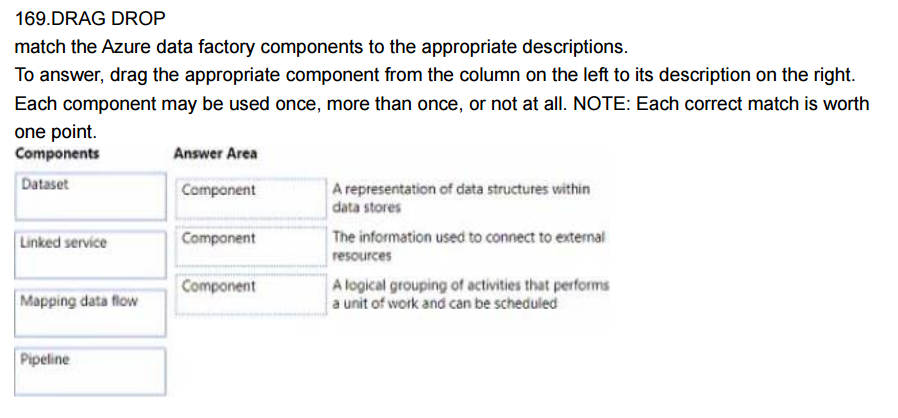 169.DRAG DROP
match the Azure data factory components to the appropriate descriptions.
To answer, drag the appropriate component from the column on the left to its description on the right.
Each component may be used once, more than once, or not at all. NOTE: Each correct match is worth
one point.
Components Answer Area
Dataset
Component
A representation of data structures within
data stores
Linked service
Component
The information used to connect to external
resources
Mapping data flow
Component
A logical grouping of activities that performs
a unit of work and can be scheduled
Pipeline